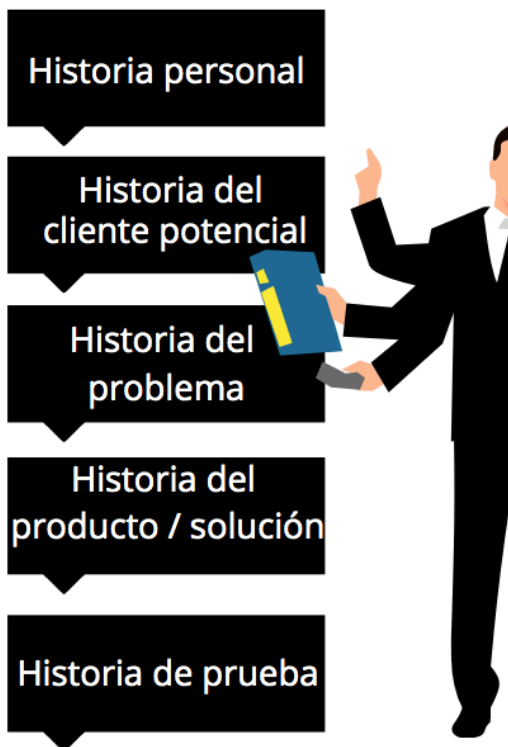 Historia personal
Historia del
cliente potencial
Historia del
problema
Historia del
producto / solución
Historia de prueba